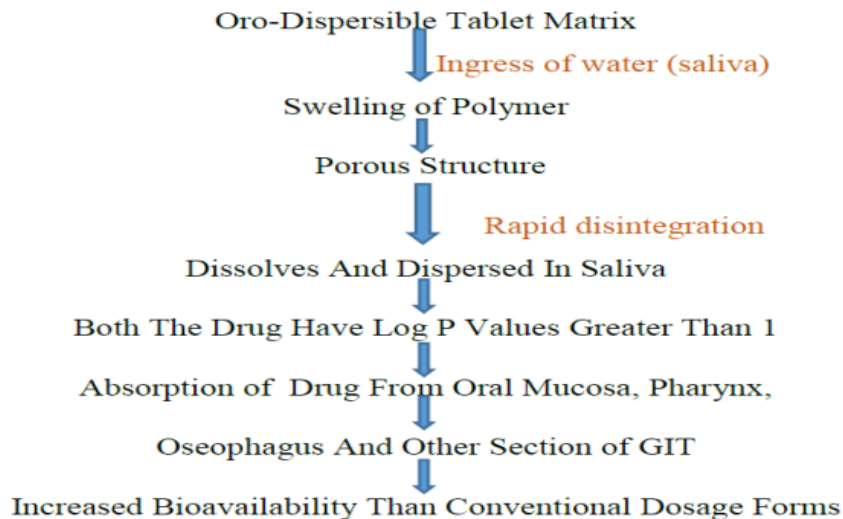 Oro-Dispersible Tablet Matrix
Ingress of water (saliva)
Swelling of Polymer
Porous Structure
Rapid disintegration
Dissolves And Dispersed In Saliva
Both The Drug Have Log P Values Greater Than 1
Absorption of Drug From Oral Mucosa, Pharynx,
Oseophagus And Other Section of GIT
Increased Bioavailability Than Conventional Dosage Forms